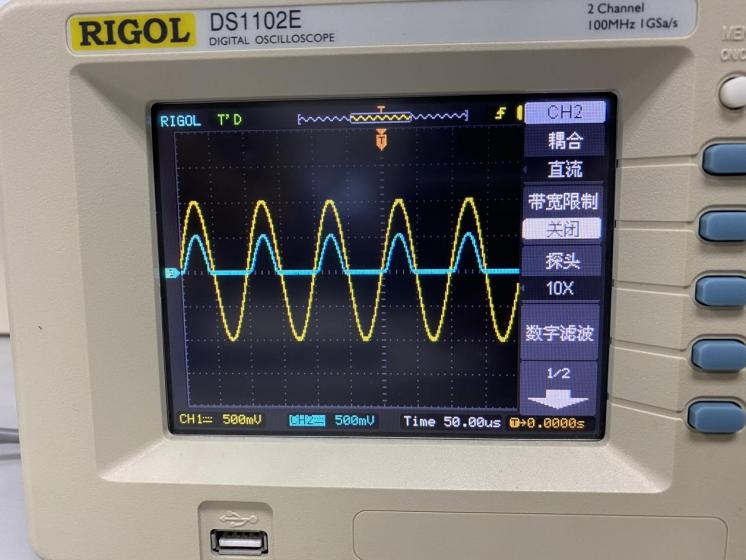 RIGOL DS1102E
DIGITAL OSCILLOSCOPE
2 Channel
100MHz 1GSa/s
RIGOL T'D
T
T
CH2
耦合
直流
带宽限制
关闭
探头
10X
数字滤波
1/2
CH1 500mV CH2 500mV Time 50.00us T→0.0000s